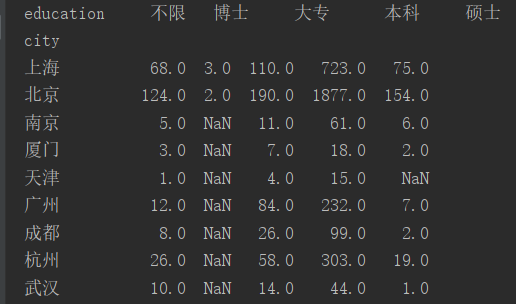 education 不限 博士 大专 本科 硕士
city
上海 68.0 3.0 110.0 723.0 75.0
北京 124.0 2.0 190.0 1877.0 154.0
南京 5.0 NaN 11.0 61.0 6.0
厦门 3.0 NaN 7.0 18.0 2.0
天津 1.0 NaN 4.0 15.0 NaN
广州 12.0 NaN 84.0 232.0 7.0
成都 8.0 NaN 26.0 99.0 2.0
杭州 26.0 NaN 58.0 303.0 19.0
武汉 10.0 NaN 14.0 44.0 1.0